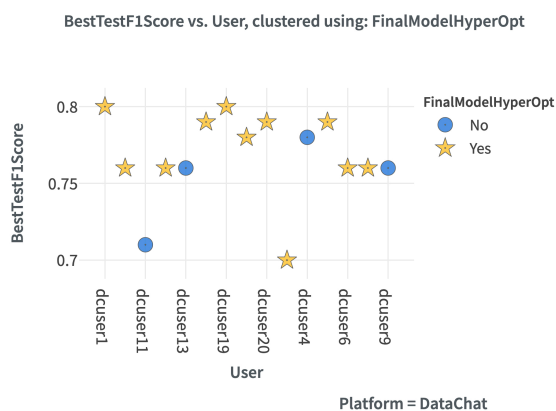 BestTestF1Score vs. User, clustered using: FinalModelHyperOpt
FinalModelHyperOpt
No
Yes
BestTestF1Score
0.8
0.75
0.7
dcuser1
dcuser11
dcuser13
dcuser19
dcuser20
dcuser4
dcuser6
dcuser9
User
Platform = DataChat